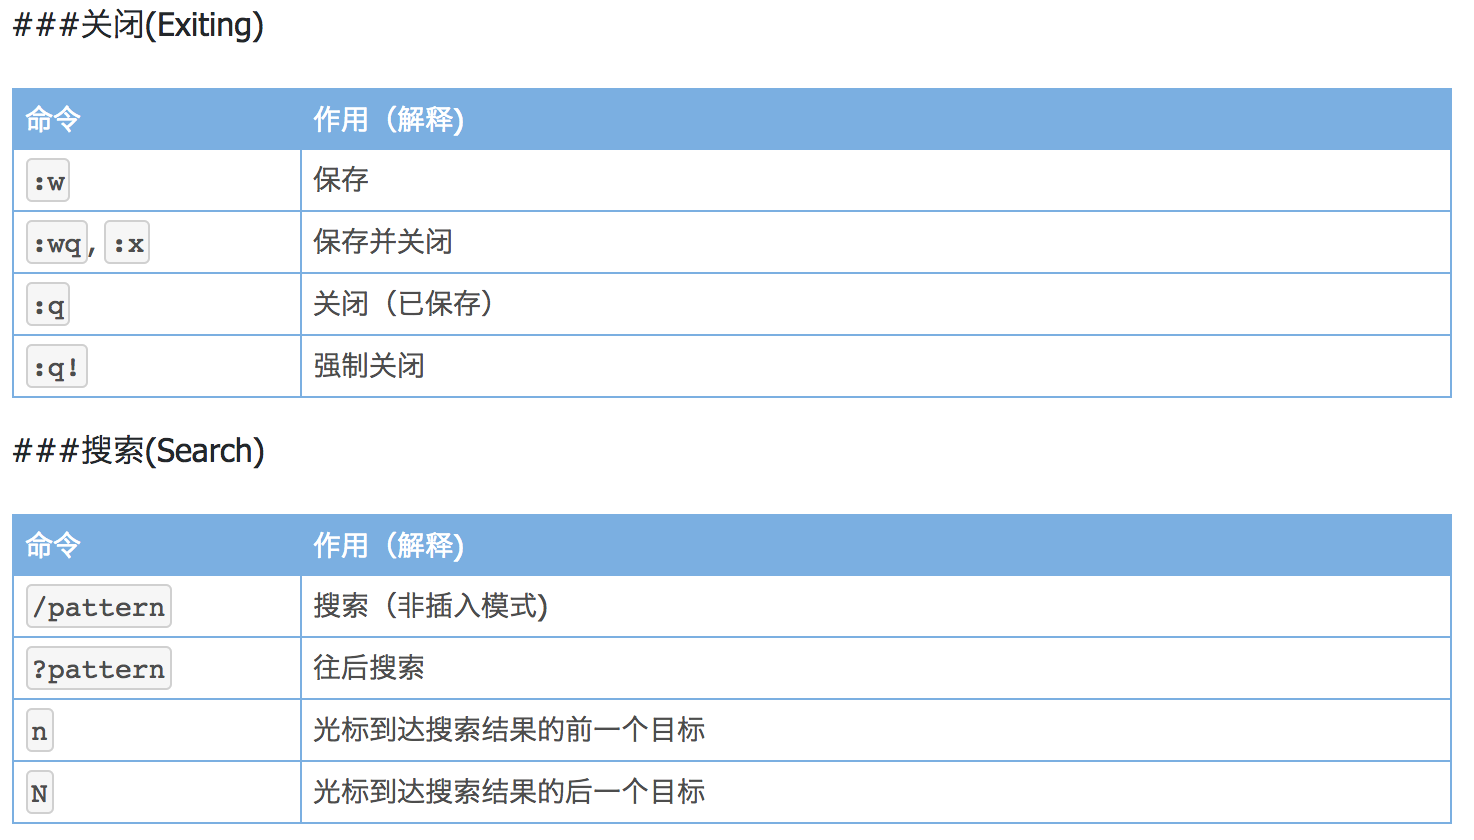 ###关闭(Exiting)
命令 作用（解释)
:w 保存
:wq, :x 保存并关闭
:q 关闭（已保存）
:q! 强制关闭
###搜索(Search)
命令 作用（解释)
/pattern 搜索（非插入模式)
?pattern 往后搜索
n 光标到达搜索结果的前一个目标
N 光标到达搜索结果的后一个目标